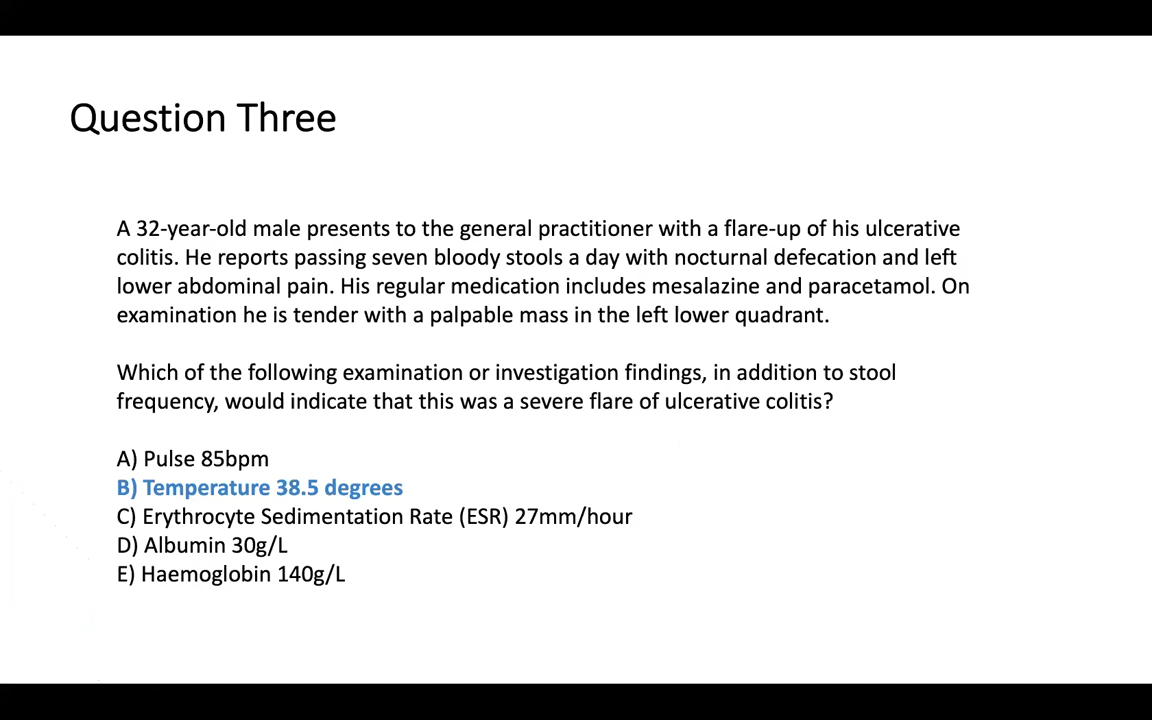 Question Three
A 32-year-old male presents to the general practitioner with a flare-up of his ulcerative
colitis. He reports passing seven bloody stools a day with nocturnal defecation and left
lower abdominal pain. His regular medication includes mesalazine and paracetamol. On
examination he is tender with a palpable mass in the left lower quadrant.
Which of the following examination or investigation findings, in addition to stool
frequency, would indicate that this was a severe flare of ulcerative colitis?
A) Pulse 85bpm
B) Temperature 38.5 degrees
C) Erythrocyte Sedimentation Rate (ESR) 27mm/hour
D) Albumin 30g/L
E) Haemoglobin 140g/L